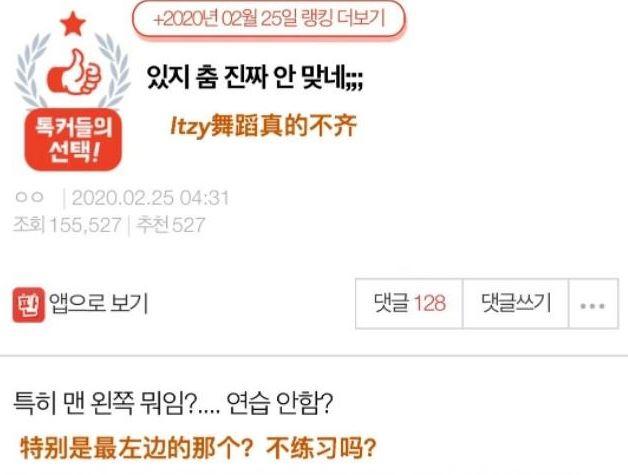 +2020년 02월 25일 랭킹 더보기
톡커들의
선택!
있지 춤 진짜 안 맞네;;;
Itzy舞蹈真的不齐
ㅇㅇ | 2020.02.25 04:31
조회 155,527 | 추천 527
판 앱으로 보기
댓글 128 댓글쓰기 ...
특히 맨 왼쪽 뭐임?.... 연습 안함?
特别是最左边的那个？不练习吗？